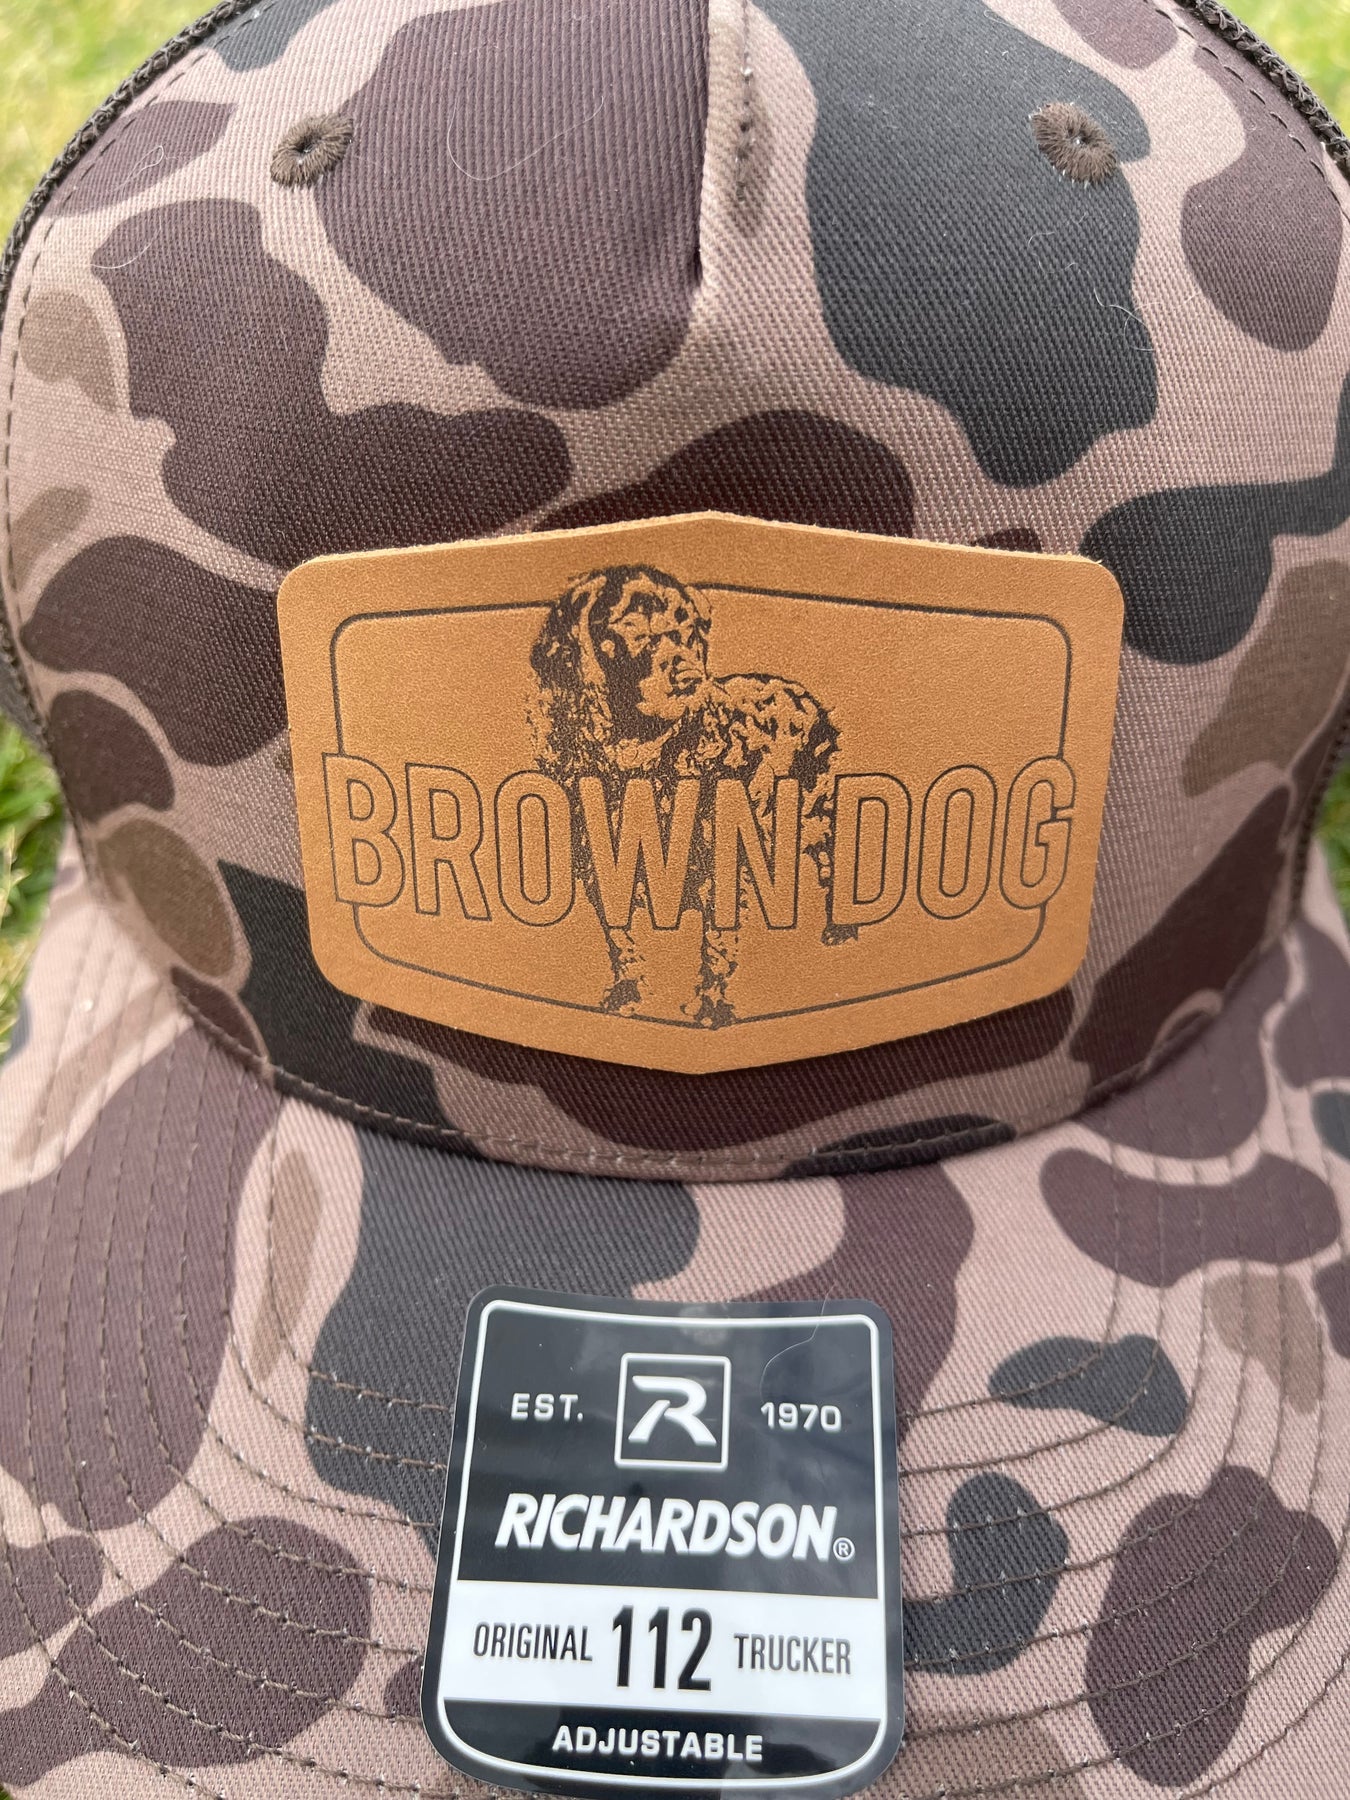 BROWN DOG
EST. R 1970
RICHARDSON®
ORIGINAL 112 TRUCKER
ADJUSTABLE